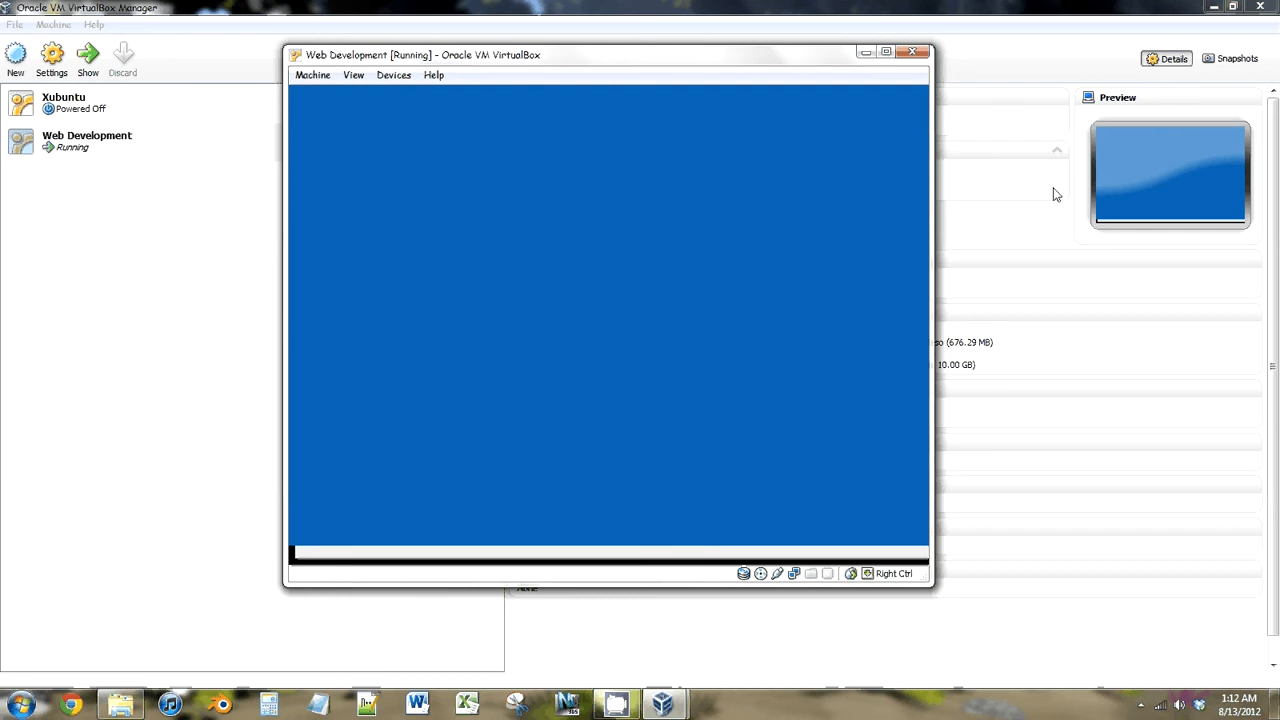 Oracle VM VirtualBox Manager
File Machine Help
New Settings Show Discard
Details Snapshots
Xubuntu
Powered Off
Web Development
Running
Web Development [Running] - Oracle VM VirtualBox
Machine View Devices Help
Right Ctrl
Preview
so (676.29 MB)
10.00 GB)
1:12 AM
8/13/2012